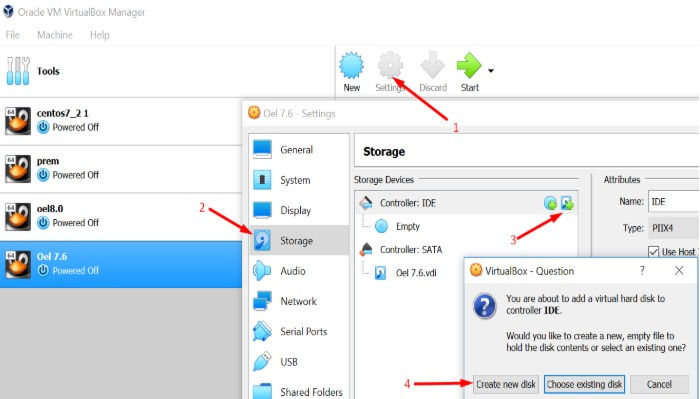 Oracle VM VirtualBox Manager
File Machine Help
Tools
New Settings Discard Start
1
64 centos7_2 1
Powered Off
64 prem
Powered Off
64 oel8.0
Powered Off
64 Oel 7.6
Powered Off
Oel 7.6 - Settings
General
System
Display
2
Storage
Audio
Network
Serial Ports
USB
Shared Folders
Storage
Storage Devices
Controller: IDE
Empty
3
Controller: SATA
Oel 7.6.vdi
Attributes
Name: IDE
Type: PIIX4
Use Host
VirtualBox - Question ? ×
You are about to add a virtual hard disk to
controller IDE.
Would you like to create a new, empty file to
hold the disk contents or select an existing one?
4
Create new disk Choose existing disk Cancel